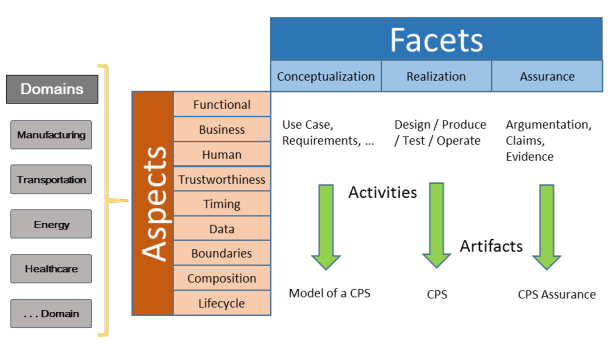 Facets
Conceptualization
Realization
Assurance
Domains
Manufacturing
Transportation
Energy
Healthcare
. . . Domain
Aspects
Functional
Business
Human
Trustworthiness
Timing
Data
Boundaries
Composition
Lifecycle
Use Case,
Requirements, ...
Design / Produce
/ Test / Operate
Argumentation,
Claims,
Evidence
Activities
Artifacts
Model of a CPS
CPS
CPS Assurance